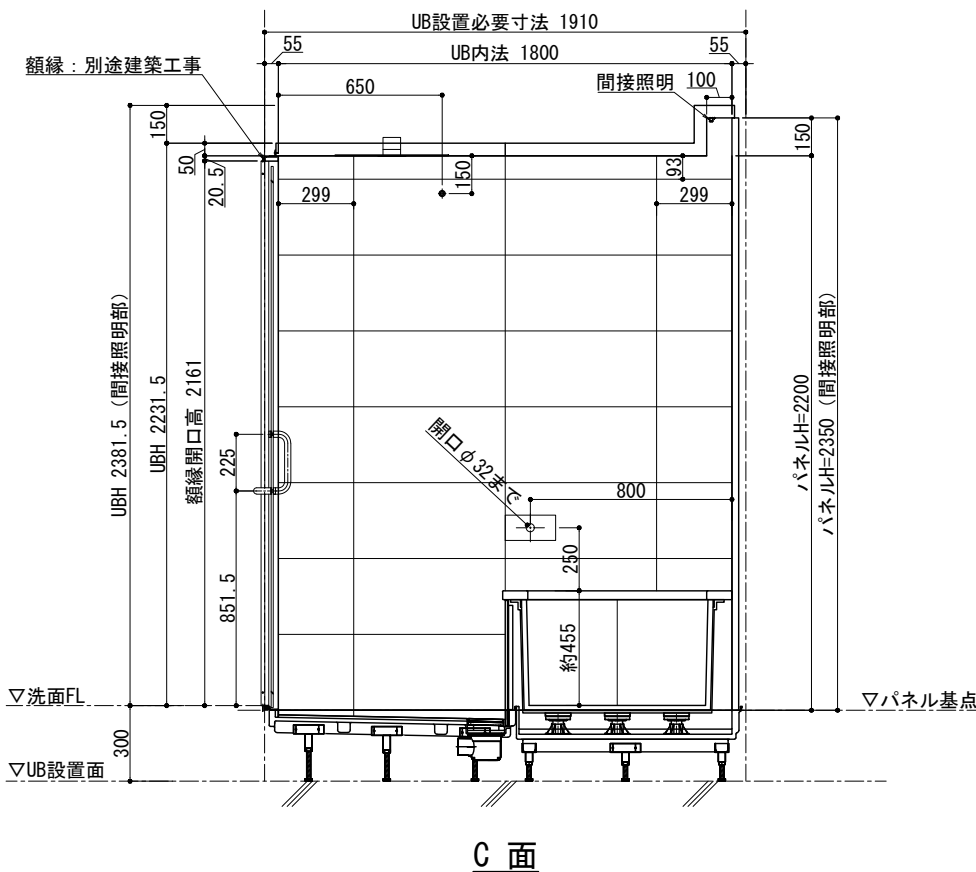 UB設置必要寸法 1910
55
UB内法 1800
55
額縁：別途建築工事
650
間接照明
100
150
50
20.5
150
93
150
299
299
UBH 2381.5 (間接照明部)
UBH 2231.5
額縁開口高 2161
225
851.5
開口φ32まで
800
250
約455
パネルH=2200
パネルH=2350 (間接照明部)
▽洗面FL
▽パネル基点
300
▽UB設置面
C 面